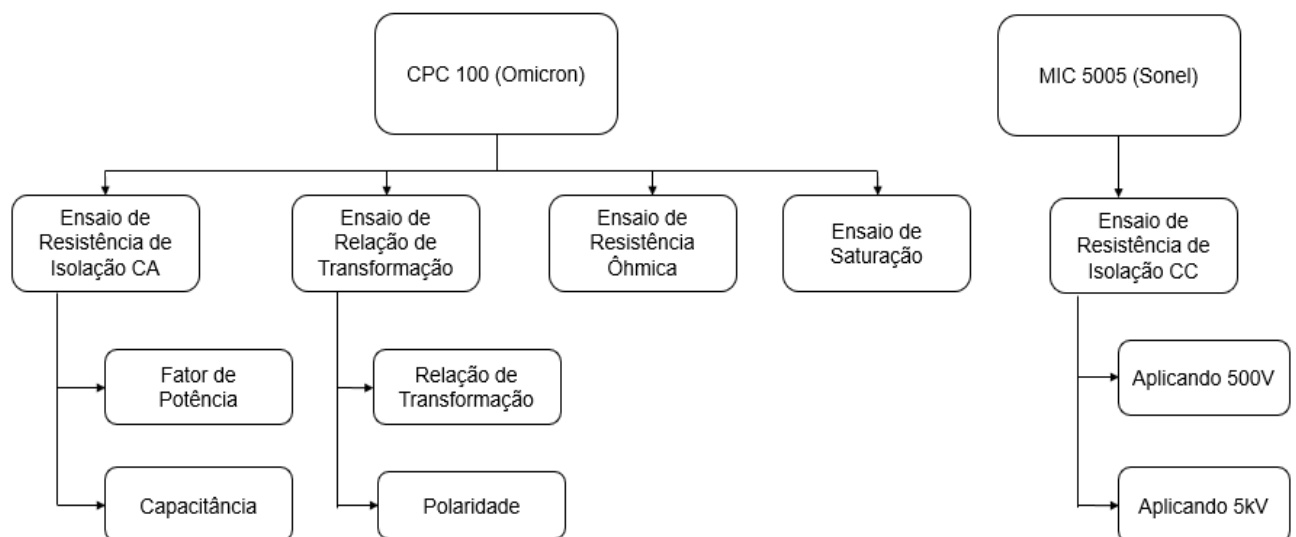 CPC 100 (Omicron)
MIC 5005 (Sonel)
Ensaio de
Resistência de
Isolação CA
Ensaio de
Relação de
Transformação
Ensaio de
Resistência
Ôhmica
Ensaio de
Saturação
Ensaio de
Resistência de
Isolação CC
Fator de
Potência
Relação de
Transformação
Aplicando 500V
Capacitância
Polaridade
Aplicando 5kV